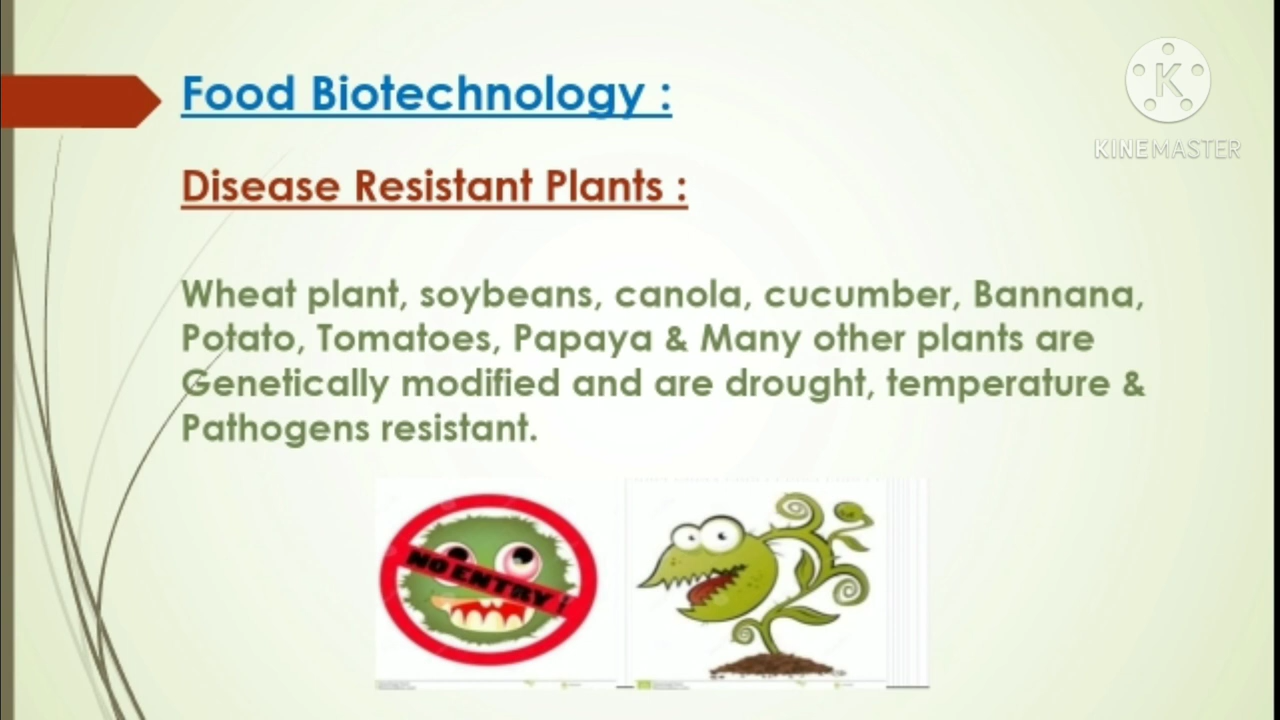 Food Biotechnology :
KINEMASTER
Disease Resistant Plants :
Wheat plant, soybeans, canola, cucumber, Bannana,
Potato, Tomatoes, Papaya & Many other plants are
Genetically modified and are drought, temperature &
Pathogens resistant.
NO ENTRY !